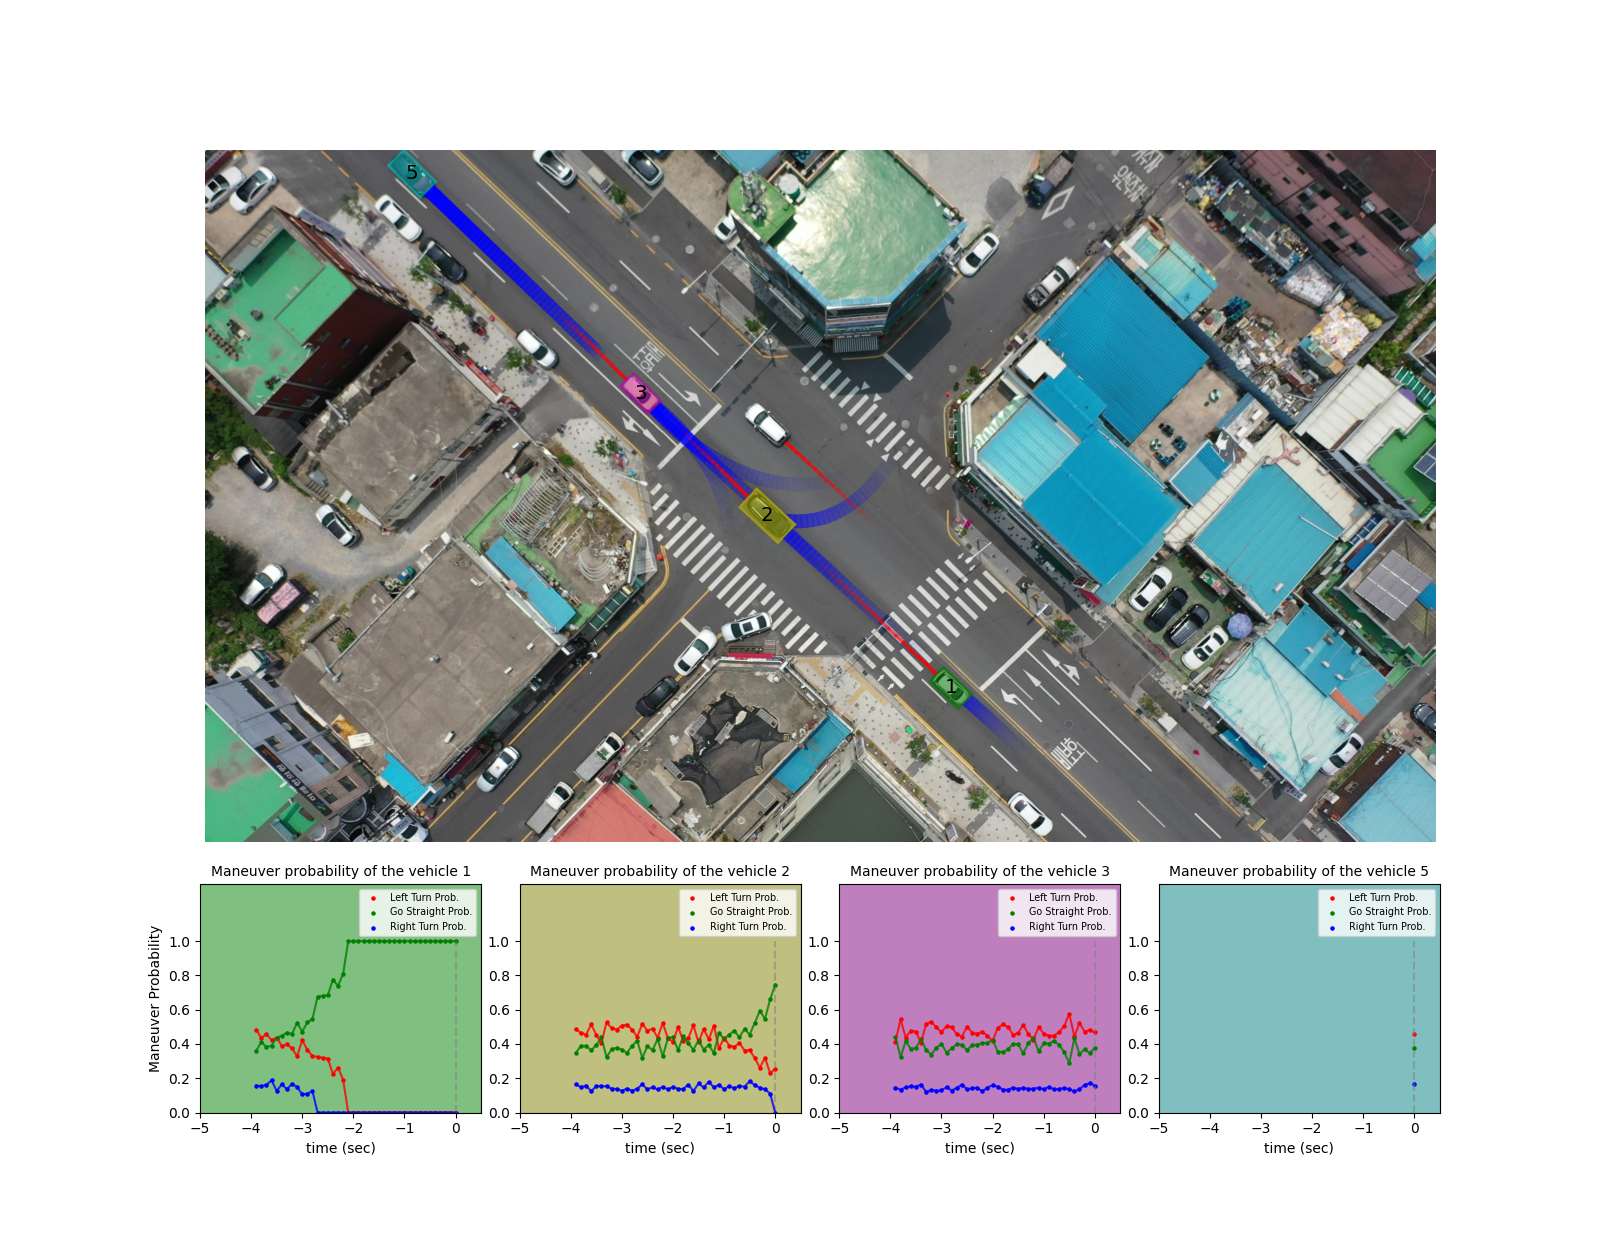 5
3
2
1
Maneuver probability of the vehicle 1
Maneuver probability of the vehicle 2
Maneuver probability of the vehicle 3
Maneuver probability of the vehicle 5
Maneuver Probability
Left Turn Prob.
Go Straight Prob.
Right Turn Prob.
1.0
0.8
0.6
0.4
0.2
0.0
−5 −4 −3 −2 −1 0
time (sec)
Left Turn Prob.
Go Straight Prob.
Right Turn Prob.
1.0
0.8
0.6
0.4
0.2
0.0
−5 −4 −3 −2 −1 0
time (sec)
Left Turn Prob.
Go Straight Prob.
Right Turn Prob.
1.0
0.8
0.6
0.4
0.2
0.0
−5 −4 −3 −2 −1 0
time (sec)
Left Turn Prob.
Go Straight Prob.
Right Turn Prob.
1.0
0.8
0.6
0.4
0.2
0.0
−5 −4 −3 −2 −1 0
time (sec)